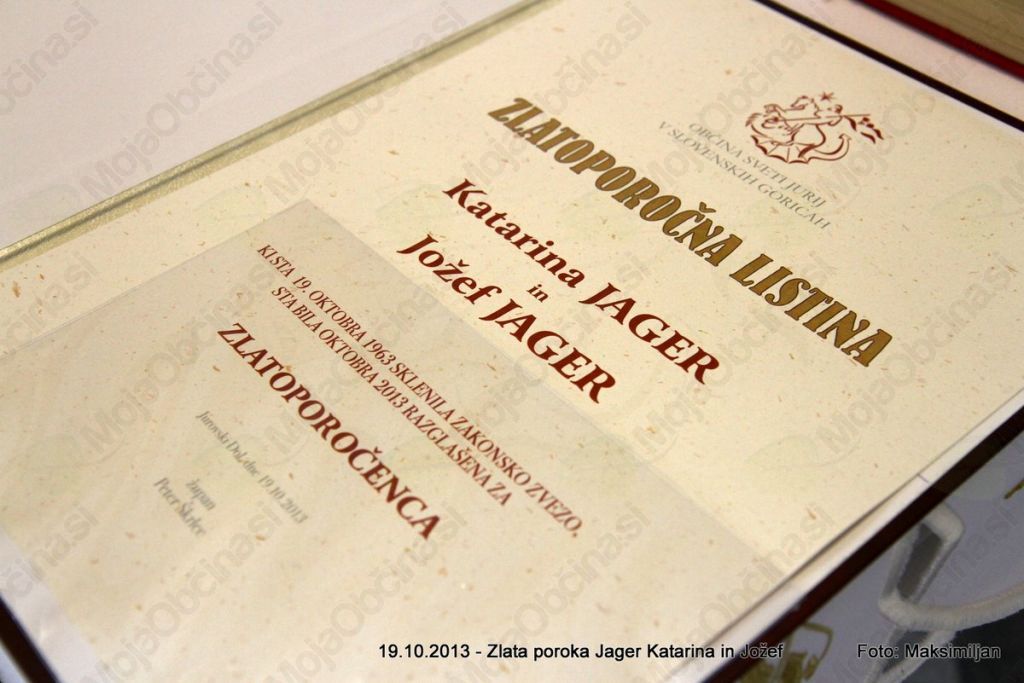 OBČINA SVETI JURIJ
V SLOVENSKIH GORICAH
ZLATOPOROČNA LISTINA
Katarina JAGER
in
Jožef JAGER
KI STA 19. OKTOBRA 1963 SKLENILA ZAKONSKO ZVEZO,
STA BILA OKTOBRA 2013 RAZGLAŠENA ZA
ZLATOPOROČENCA
Jurovski Dol, dne 19.10.2013
Župan
Peter Škrlec
19.10.2013 - Zlata poroka Jager Katarina in Jožef
Foto: Maksimiljan
MojaObčina.si